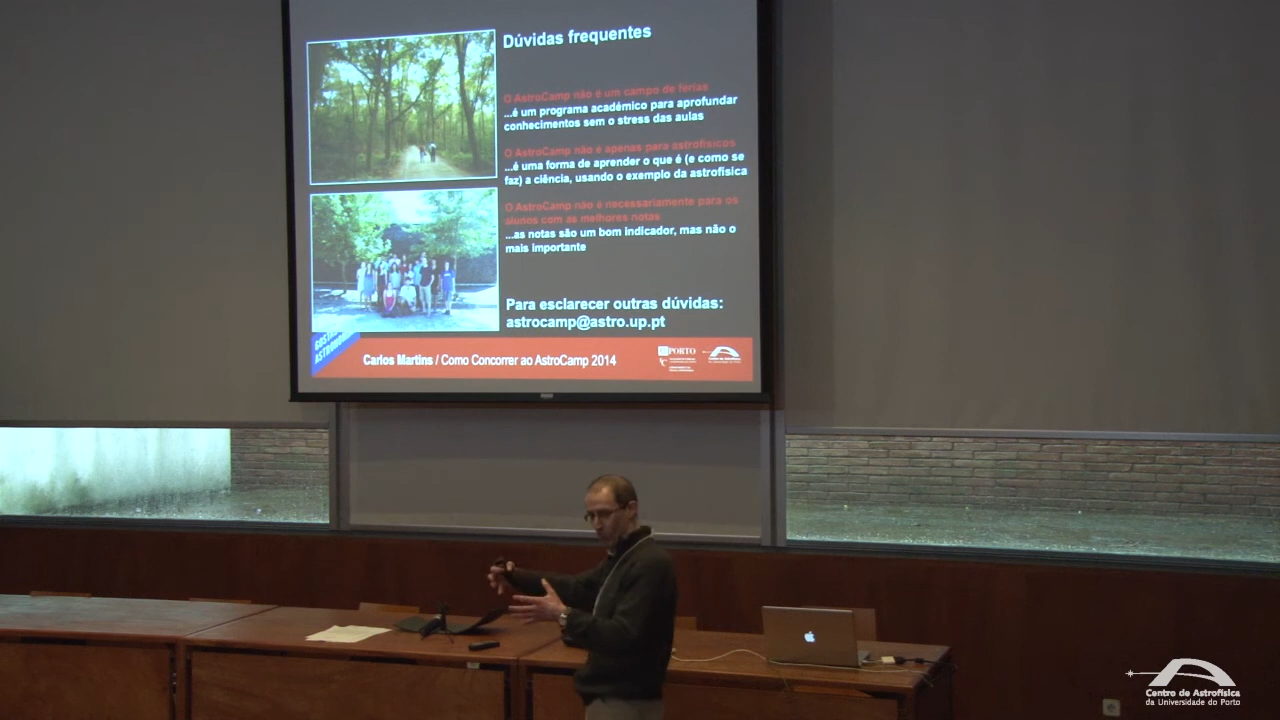 Dúvidas frequentes
O AstroCamp não é um campo de férias
...é um programa académico para aprofundar
conhecimentos sem o stress das aulas
O AstroCamp não é apenas para astrofísicos
...é uma forma de aprender o que é (e como se
faz) a ciência, usando o exemplo da astrofísica
O AstroCamp não é necessariamente para os
alunos com as melhores notas
...as notas são um bom indicador, mas não o
mais importante
Para esclarecer outras dúvidas:
astrocamp@astro.up.pt
Carlos Martins / Como Concorrer ao AstroCamp 2014
PORTO
Centro de Astrofísica
da Universidade do Porto